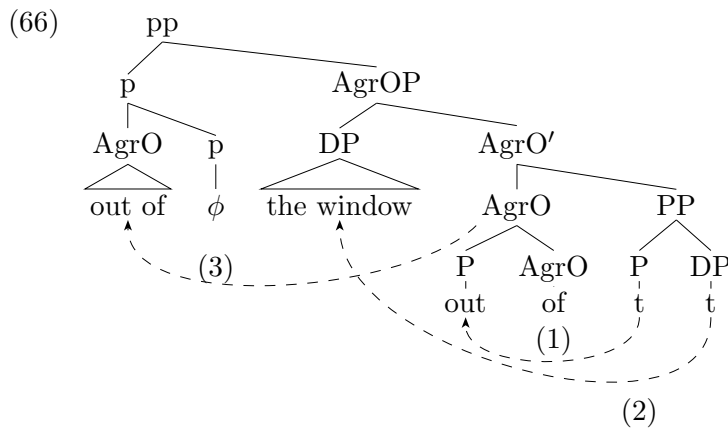 (66)
pp
p AgrOP
AgrO p DP AgrO′
out of ϕ the window AgrO PP
(3) P AgrO P DP
out of t t
(1)
(2)